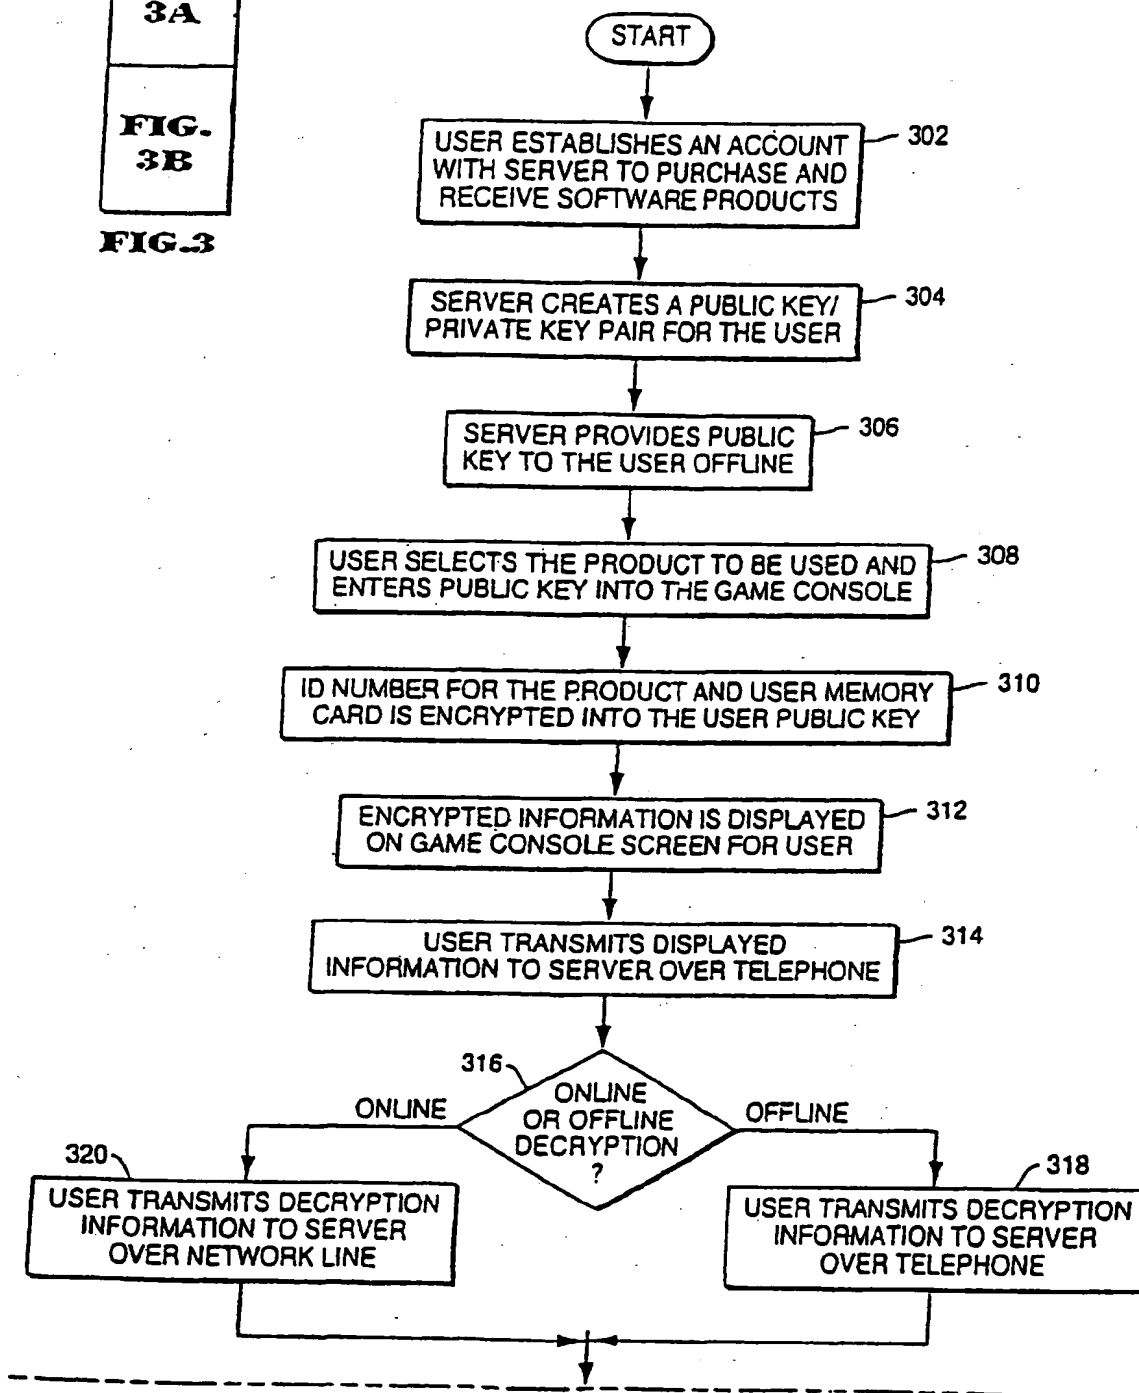 3A
FIG.
3B
FIG.3
START
USER ESTABLISHES AN ACCOUNT
WITH SERVER TO PURCHASE AND
RECEIVE SOFTWARE PRODUCTS
302
SERVER CREATES A PUBLIC KEY/
PRIVATE KEY PAIR FOR THE USER
304
SERVER PROVIDES PUBLIC
KEY TO THE USER OFFLINE
306
USER SELECTS THE PRODUCT TO BE USED AND
ENTERS PUBLIC KEY INTO THE GAME CONSOLE
308
ID NUMBER FOR THE PRODUCT AND USER MEMORY
CARD IS ENCRYPTED INTO THE USER PUBLIC KEY
310
ENCRYPTED INFORMATION IS DISPLAYED
ON GAME CONSOLE SCREEN FOR USER
312
USER TRANSMITS DISPLAYED
INFORMATION TO SERVER OVER TELEPHONE
314
316
ONLINE
OR OFFLINE
DECRYPTION
?
ONLINE
OFFLINE
320
USER TRANSMITS DECRYPTION
INFORMATION TO SERVER
OVER NETWORK LINE
318
USER TRANSMITS DECRYPTION
INFORMATION TO SERVER
OVER TELEPHONE